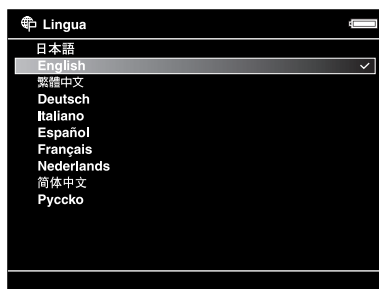 Lingua
日本語
English
繁體中文
Deutsch
Italiano
Español
Français
Nederlands
简体中文
Pyccko